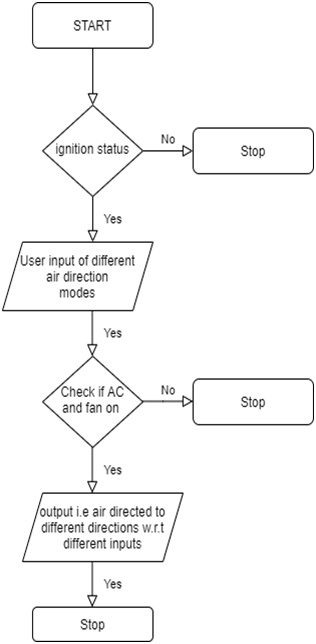 START
ignition status
No
Stop
Yes
User input of different
air direction
modes
Yes
Check if AC
and fan on
No
Stop
Yes
output i.e air directed to
different directions w.r.t
different inputs
Yes
Stop